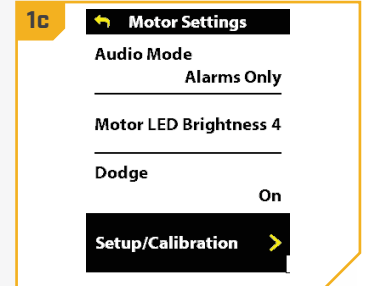 1c
Motor Settings
Audio Mode
Alarms Only
Motor LED Brightness 4
Dodge
On
Setup/Calibration >